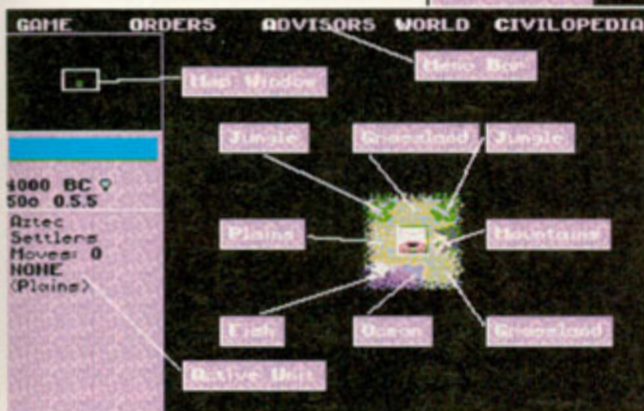 GAME ORDERS ADVISORS WORLD CIVILOPEDIA
Menu Bar
Map Window
Jungle Grassland Jungle
4000 BC
50o 0.5.5
Aztec
Settlers
Moves: 0
NONE
(Plains)
Plains Mountains
Fish Ocean Grassland
Active Unit